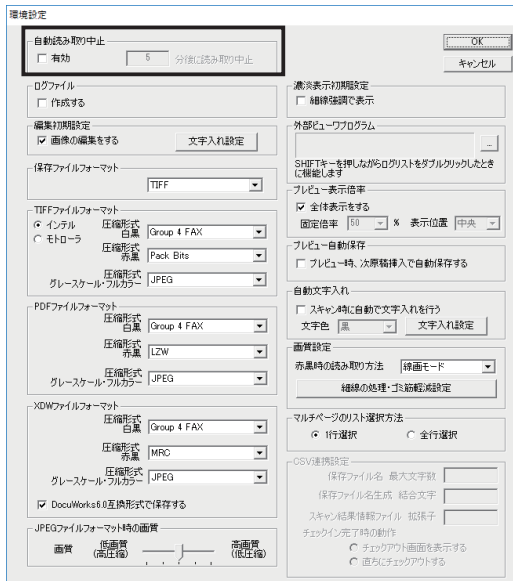 環境設定
自動読み取り中止
有効 5 分後に読み取り中止
OK
キャンセル
ログファイル
作成する
編集初期設定
画像の編集をする 文字入れ設定
保存ファイルフォーマット
TIFF
TIFFファイルフォーマット
インテル
モトローラ
圧縮形式
白黒 Group 4 FAX
圧縮形式
赤黒 Pack Bits
圧縮形式
グレースケール・フルカラー JPEG
PDFファイルフォーマット
圧縮形式
白黒 Group 4 FAX
圧縮形式
赤黒 LZW
圧縮形式
グレースケール・フルカラー JPEG
XDWファイルフォーマット
圧縮形式
白黒 Group 4 FAX
圧縮形式
赤黒 MRC
圧縮形式
グレースケール・フルカラー JPEG
DocuWorks6.0互換形式で保存する
JPEGファイルフォーマット時の画質
画質 低画質 高画質
(高圧縮) (低圧縮)
濃淡表示初期設定
細線強調で表示
外部ビューワプログラム
...
SHIFTキーを押しながらログリストをダブルクリックしたとき
に機能します
プレビュー表示倍率
全体表示をする
固定倍率 50 % 表示位置 中央
プレビュー自動保存
プレビュー時、次原稿挿入で自動保存する
自動文字入れ
スキャン時に自動で文字入れを行う
文字色 黒 文字入れ設定
画質設定
赤黒時の読み取り方法 線画モード
細線の処理・ゴミ筋軽減設定
マルチページのリスト選択方法
1行選択 全行選択
CSV連携設定
保存ファイル名 最大文字数
保存ファイル名生成 結合文字
スキャン結果情報ファイル 拡張子
チェックイン完了時の動作
チェックアウト画面を表示する
直ちにチェックアウトする